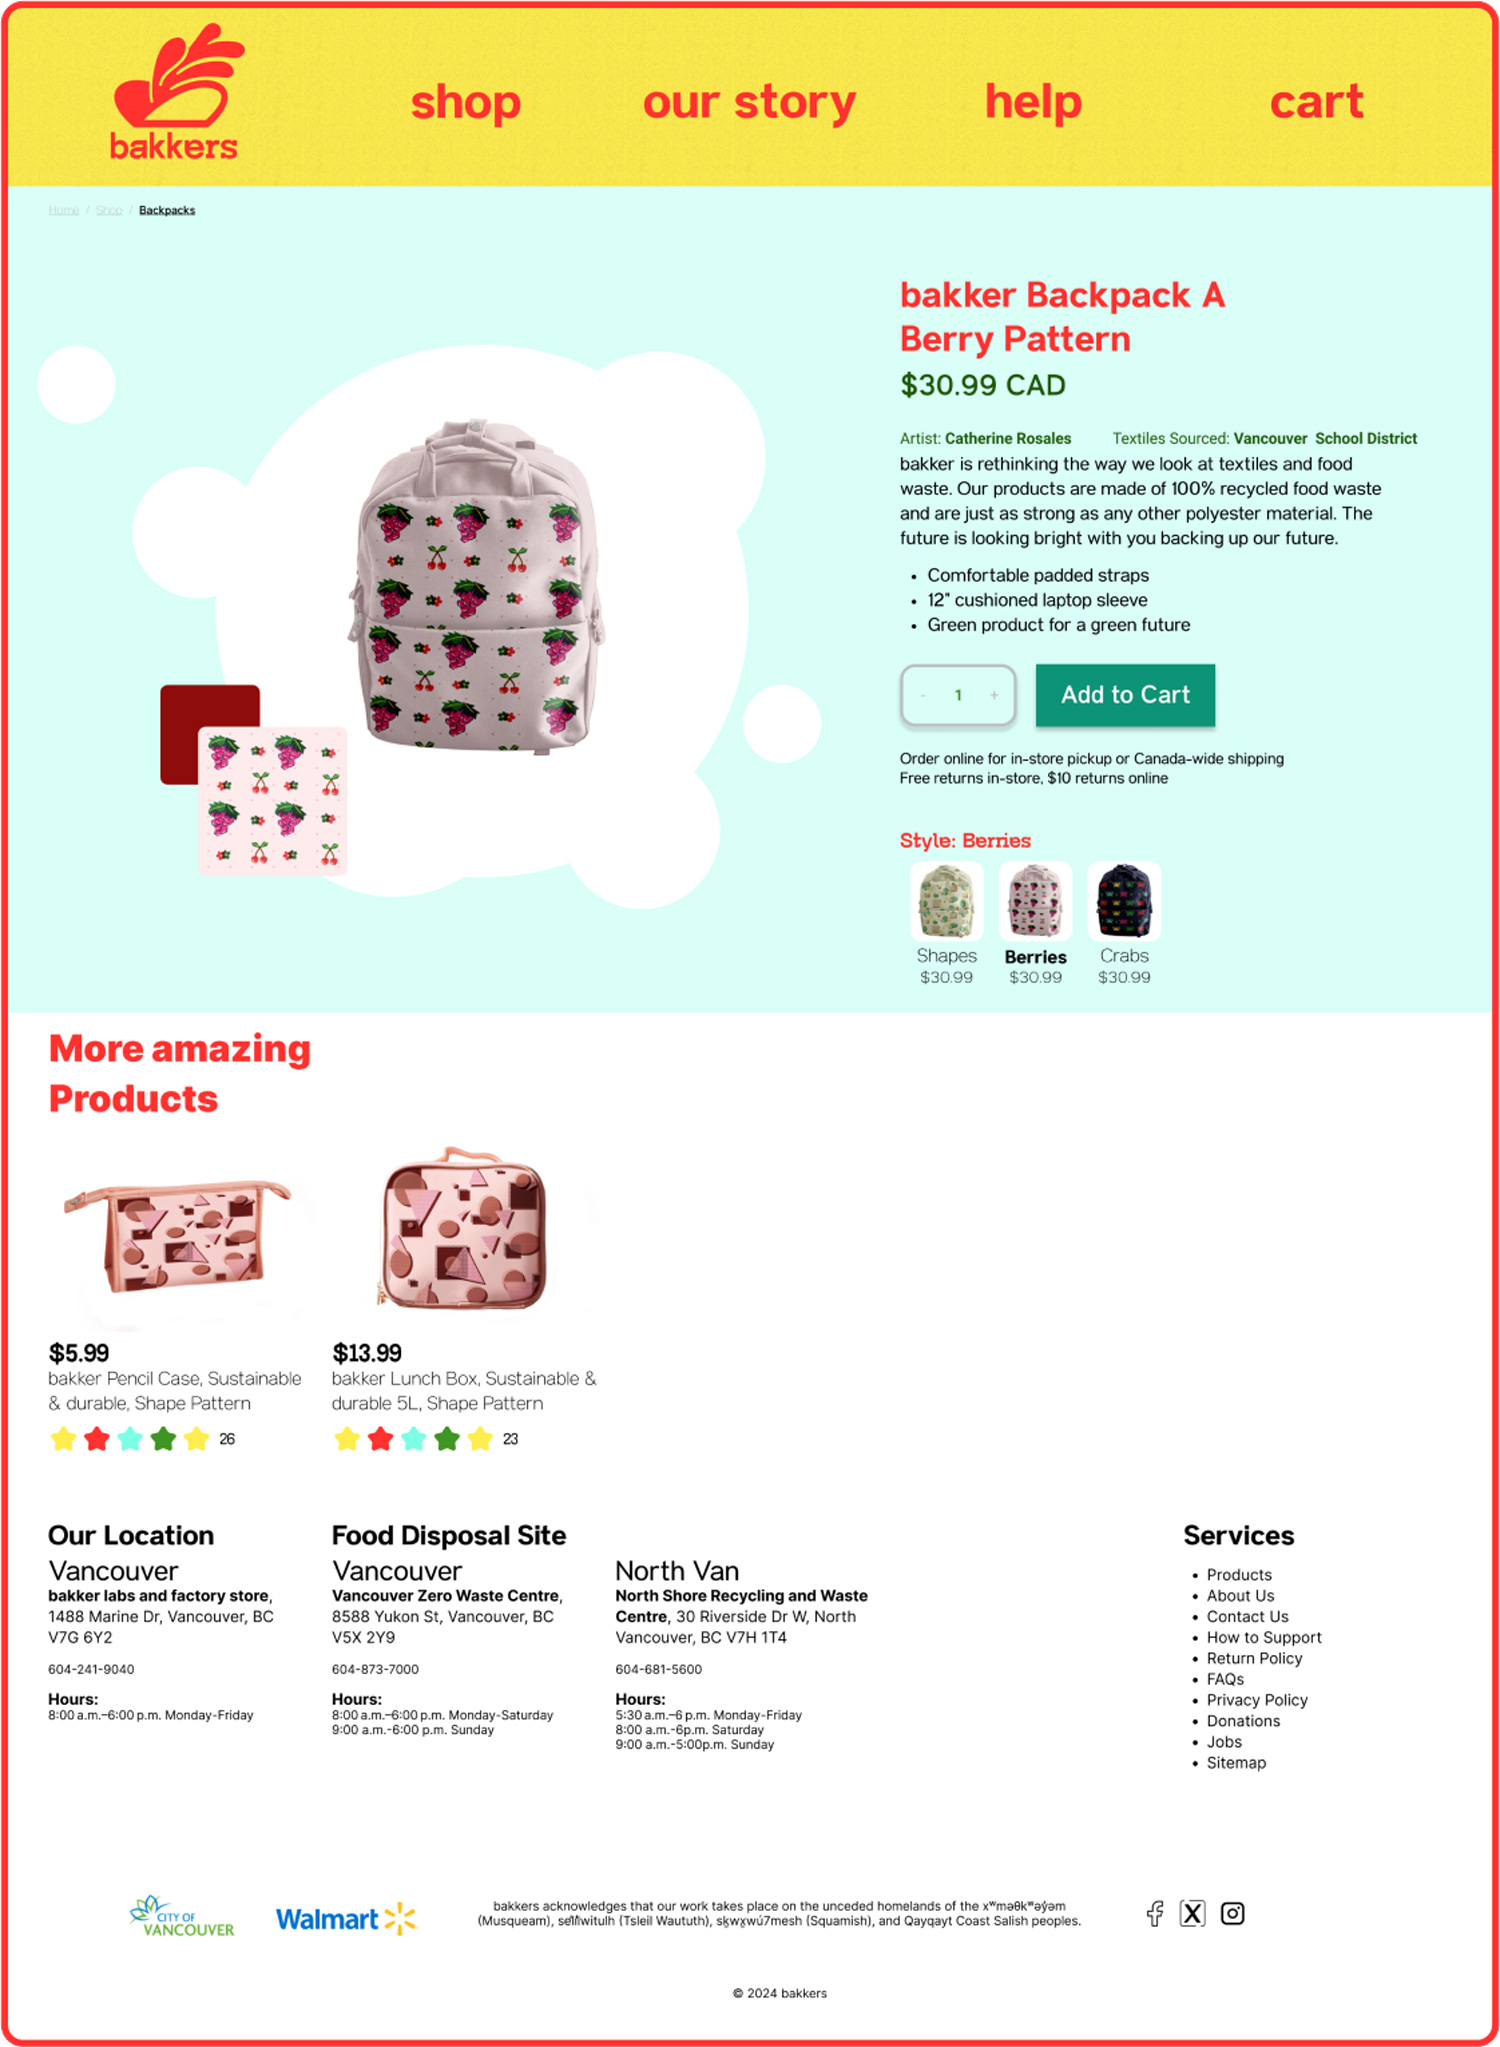 bakkers
shop
our story
help
cart
Home / Shop / Backpacks
bakker Backpack A
Berry Pattern
$30.99 CAD
Artist: Catherine Rosales
Textiles Sourced: Vancouver School District
bakker is rethinking the way we look at textiles and food
waste. Our products are made of 100% recycled food waste
and are just as strong as any other polyester material. The
future is looking bright with you backing up our future.
• Comfortable padded straps
• 12" cushioned laptop sleeve
• Green product for a green future
- 1 +
Add to Cart
Order online for in-store pickup or Canada-wide shipping
Free returns in-store, $10 returns online
Style: Berries
Shapes
$30.99
Berries
$30.99
Crabs
$30.99
More amazing
Products
$5.99
bakker Pencil Case, Sustainable
& durable, Shape Pattern
26
$13.99
bakker Lunch Box, Sustainable &
durable 5L, Shape Pattern
23
Our Location
Vancouver
bakker labs and factory store,
1488 Marine Dr, Vancouver, BC
V7G 6Y2
604-241-9040
Hours:
8:00 a.m.–6:00 p.m. Monday-Friday
Food Disposal Site
Vancouver
Vancouver Zero Waste Centre,
8588 Yukon St, Vancouver, BC
V5X 2Y9
604-873-7000
Hours:
8:00 a.m.–6:00 p.m. Monday-Saturday
9:00 a.m.-6:00 p.m. Sunday
North Van
North Shore Recycling and Waste
Centre, 30 Riverside Dr W, North
Vancouver, BC V7H 1T4
604-681-5600
Hours:
5:30 a.m.–6 p.m. Monday-Friday
8:00 a.m.-6p.m. Saturday
9:00 a.m.-5:00p.m. Sunday
Services
• Products
• About Us
• Contact Us
• How to Support
• Return Policy
• FAQs
• Privacy Policy
• Donations
• Jobs
• Sitemap
CITY OF
VANCOUVER
Walmart
bakkers acknowledges that our work takes place on the unceded homelands of the xʷməθkʷəy̓əm
(Musqueam), (Tsleil Waututh), sḵwx̱wú7mesh (Squamish), and Qayqayt Coast Salish peoples.
X
© 2024 bakkers